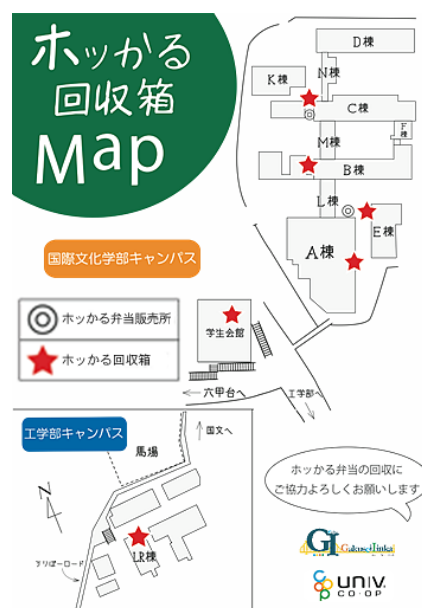 ホッかる
回収箱
Map
D棟
N棟
K棟
C棟
F棟
M棟
B棟
L棟
E棟
A棟
国際文化学部キャンパス
ホッかる弁当販売所
ホッかる回収箱
学生会館
←六甲台へ
工学部へ
工学部キャンパス
↑国文へ
馬場
N
LR棟
ホッかる弁当の回収に
ご協力よろしくお願いします
GI GakuseiInkai
UNIV.
CO-OP